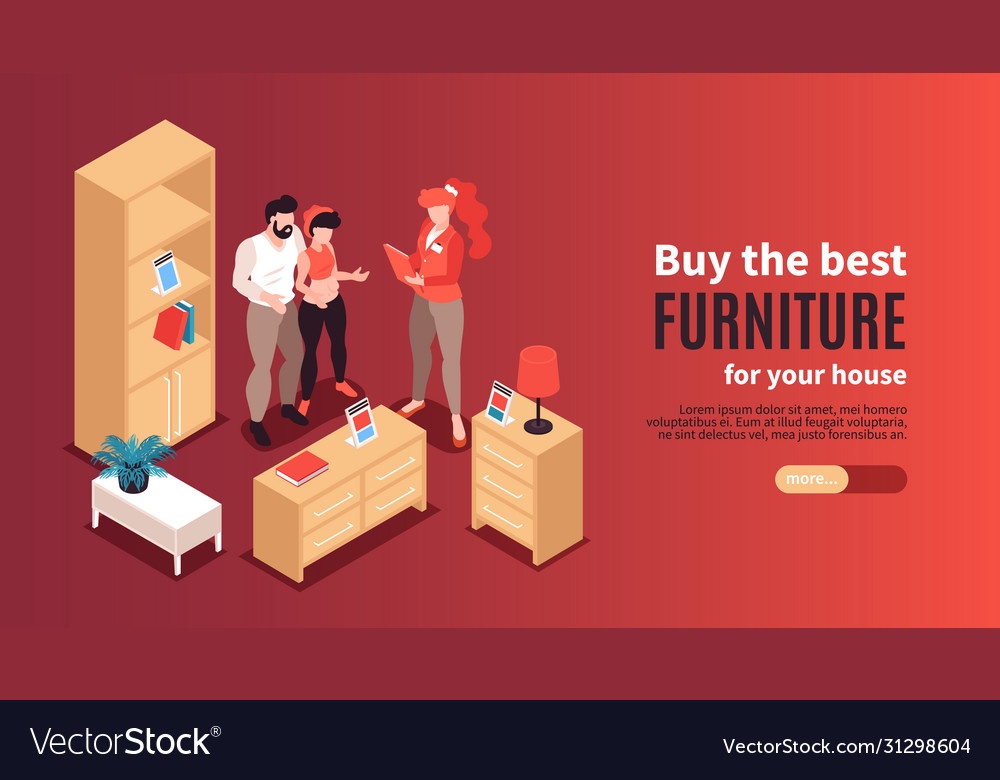 Buy the best
FURNITURE
for your house
Lorem ipsum dolor sit amet, mei homero
voluptatibus ei. Eum at illud feugait voluptaria,
ne sint delectus vel, mea justo forensibus an.
more...
VectorStock®
VectorStock.com/31298604